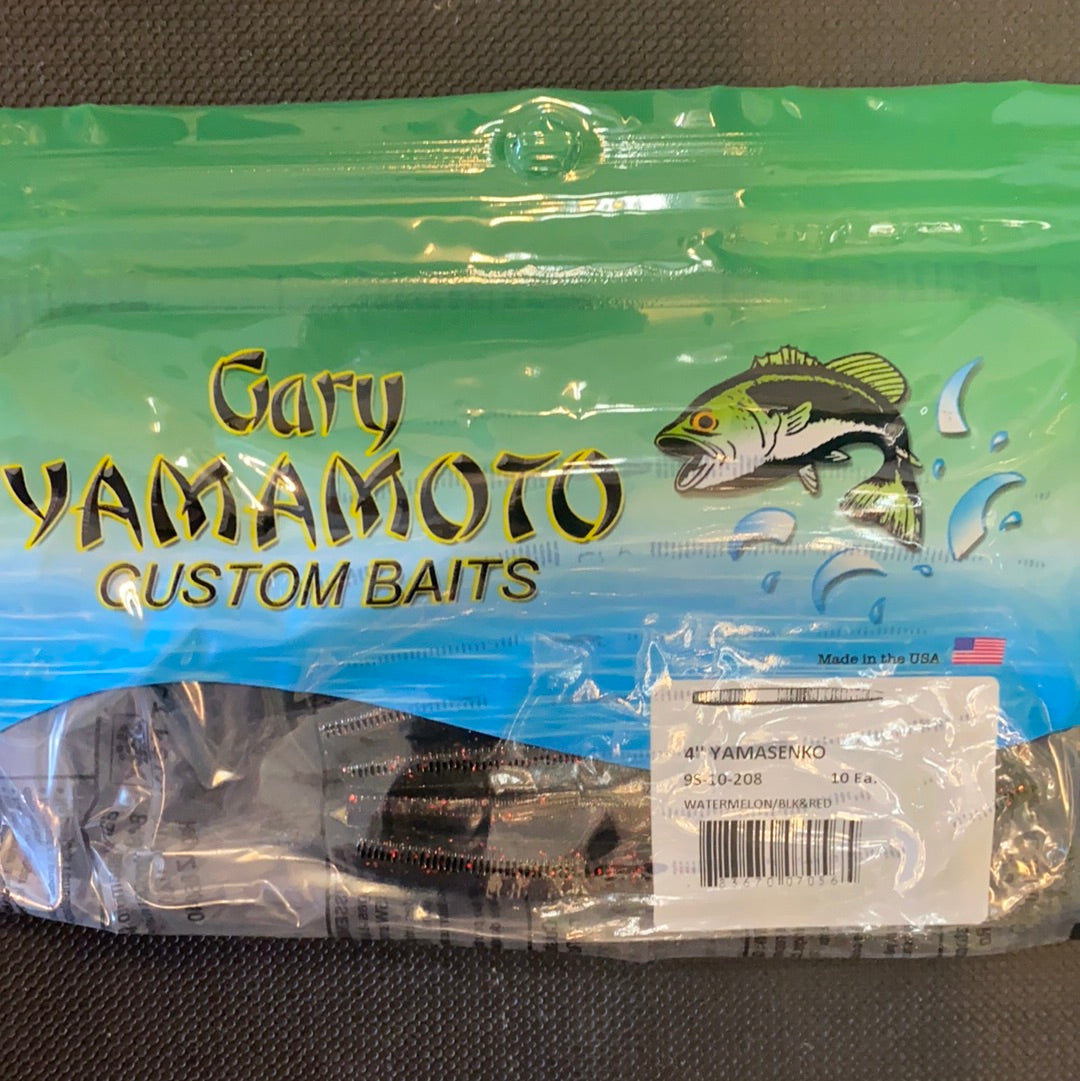 Gary
YAMAMOTO
CUSTOM BAITS
Made in the USA
4" YAMASENKO
9S-10-208 10 Ea.
WATERMELON/BLK&RED